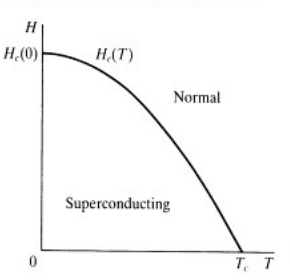 H
H_c(0)
H_c(T)
Normal
Superconducting
0
T_c
T